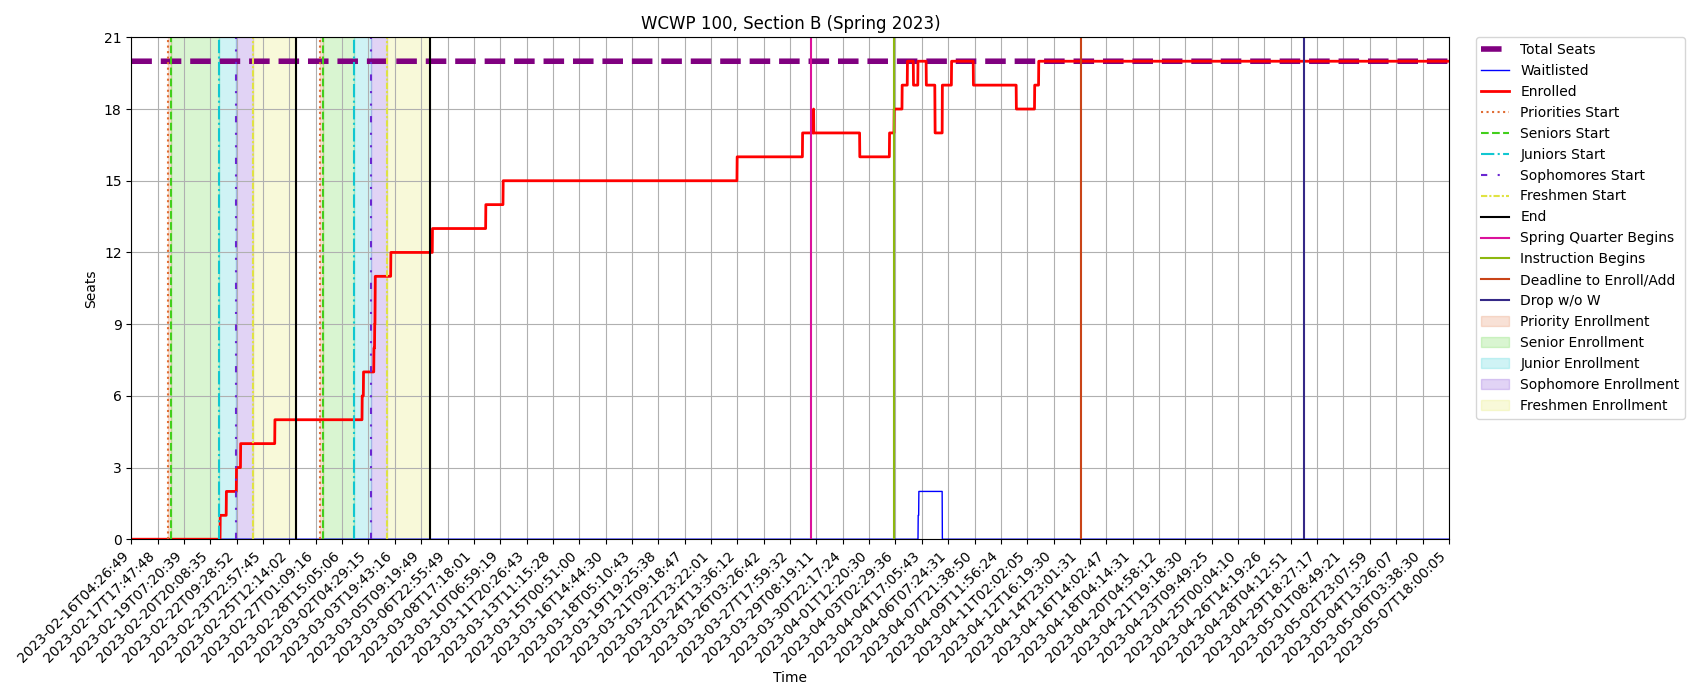 WCWP 100, Section B (Spring 2023)
Seats
21
18
15
12
9
6
3
0
2023-02-16T04:26:49
2023-02-17T17:47:48
2023-02-19T07:20:39
2023-02-20T20:08:35
2023-02-22T09:28:52
2023-02-23T22:57:45
2023-02-25T12:14:02
2023-02-27T01:09:16
2023-02-28T15:05:06
2023-03-02T04:29:15
2023-03-03T19:43:16
2023-03-05T09:19:49
2023-03-06T22:55:49
2023-03-08T17:18:01
2023-03-10T06:59:19
2023-03-11T20:26:43
2023-03-13T11:15:28
2023-03-15T00:51:00
2023-03-16T14:44:30
2023-03-18T05:10:43
2023-03-19T19:25:38
2023-03-21T09:18:47
2023-03-22T23:22:01
2023-03-24T13:36:12
2023-03-26T03:26:42
2023-03-27T17:59:32
2023-03-29T08:19:11
2023-03-30T22:17:24
2023-04-01T12:20:30
2023-04-03T02:29:36
2023-04-04T17:05:43
2023-04-06T07:24:31
2023-04-07T21:38:50
2023-04-09T11:56:24
2023-04-11T02:02:05
2023-04-12T16:19:30
2023-04-14T23:01:31
2023-04-16T14:02:47
2023-04-18T04:14:31
2023-04-20T04:58:12
2023-04-21T19:18:30
2023-04-23T09:49:25
2023-04-25T00:04:10
2023-04-26T14:19:26
2023-04-28T04:12:51
2023-04-29T18:27:17
2023-05-01T08:49:21
2023-05-02T23:07:59
2023-05-04T13:26:07
2023-05-06T03:38:30
2023-05-07T18:00:05
Time
Total Seats
Waitlisted
Enrolled
Priorities Start
Seniors Start
Juniors Start
Sophomores Start
Freshmen Start
End
Spring Quarter Begins
Instruction Begins
Deadline to Enroll/Add
Drop w/o W
Priority Enrollment
Senior Enrollment
Junior Enrollment
Sophomore Enrollment
Freshmen Enrollment